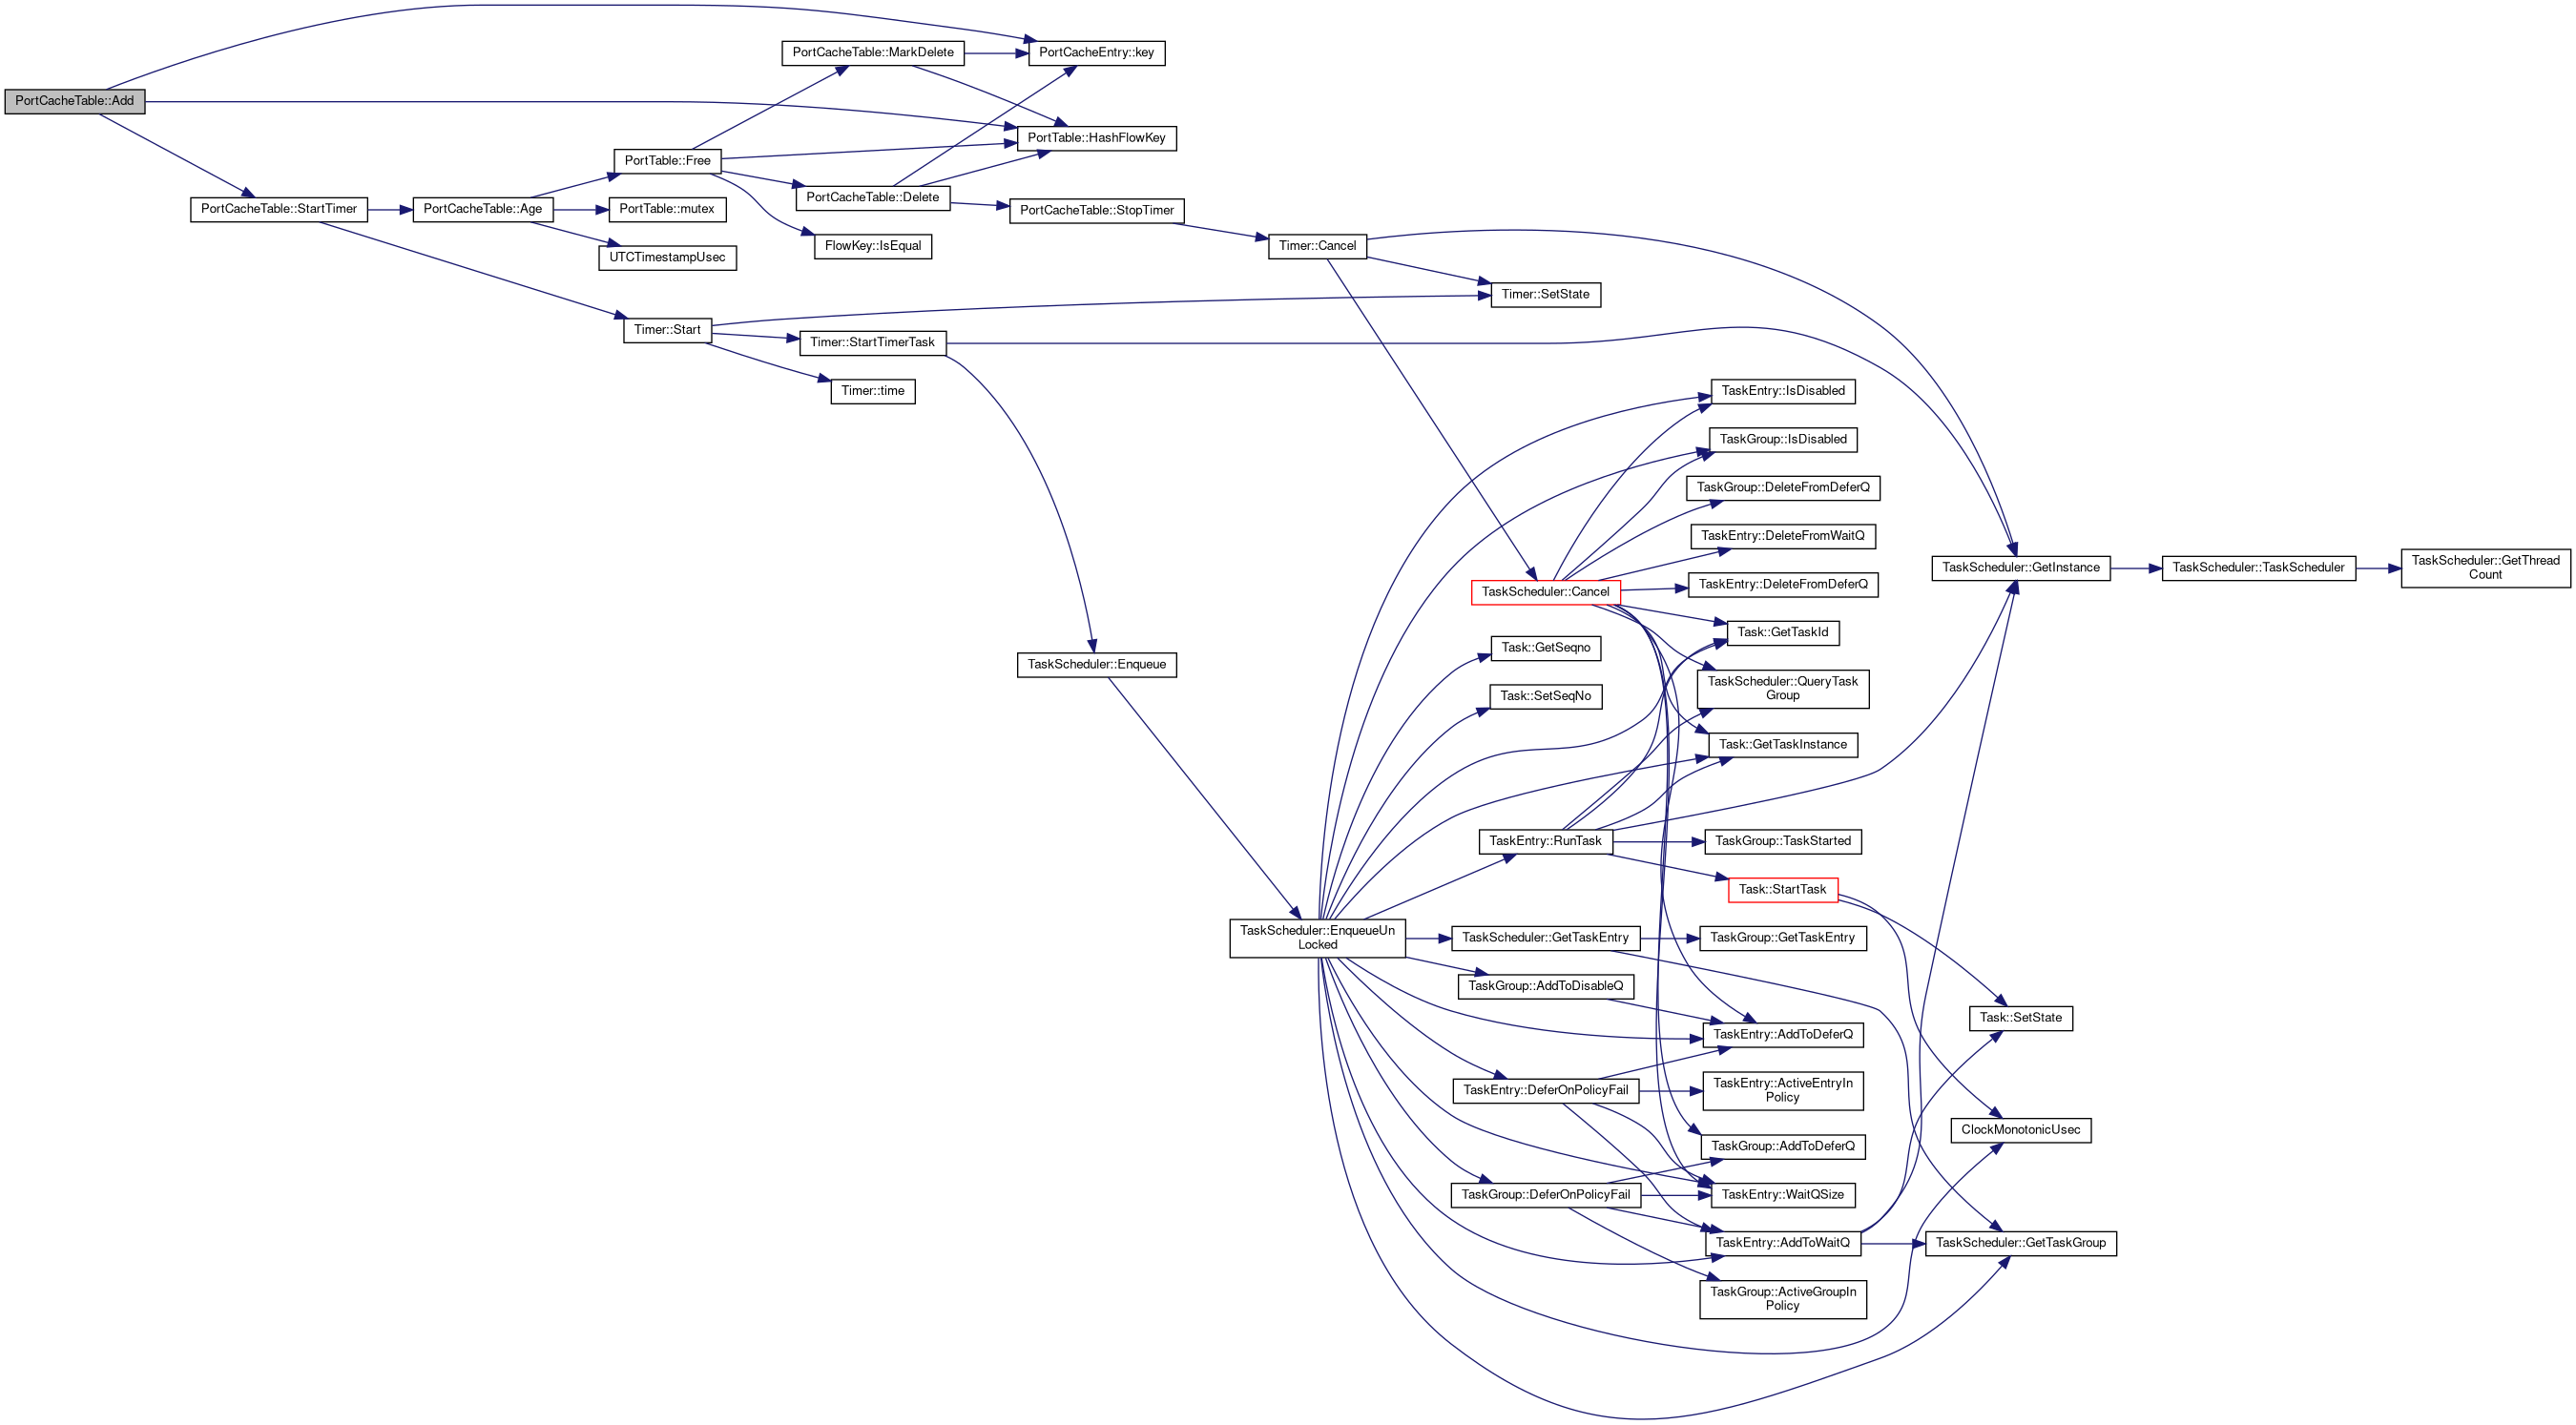 PortCacheTable::Add
PortCacheTable::StartTimer
PortCacheTable::Age
PortTable::Free
PortTable::mutex
UTCTimestampUsec
PortCacheTable::MarkDelete
PortCacheEntry::key
PortTable::HashFlowKey
PortCacheTable::Delete
PortCacheTable::StopTimer
FlowKey::IsEqual
Timer::Cancel
Timer::SetState
Timer::Start
Timer::StartTimerTask
Timer::time
TaskEntry::IsDisabled
TaskGroup::IsDisabled
TaskGroup::DeleteFromDeferQ
TaskEntry::DeleteFromWaitQ
TaskScheduler::Cancel
TaskEntry::DeleteFromDeferQ
TaskScheduler::GetInstance
TaskScheduler::TaskScheduler
TaskScheduler::GetThread
Count
Task::GetTaskId
Task::GetSeqno
TaskScheduler::Enqueue
TaskScheduler::QueryTask
Group
Task::SetSeqNo
Task::GetTaskInstance
TaskEntry::RunTask
TaskGroup::TaskStarted
Task::StartTask
TaskScheduler::EnqueueUn
Locked
TaskScheduler::GetTaskEntry
TaskGroup::GetTaskEntry
TaskGroup::AddToDisableQ
Task::SetState
TaskEntry::AddToDeferQ
TaskEntry::DeferOnPolicyFail
TaskEntry::ActiveEntryIn
Policy
ClockMonotonicUsec
TaskGroup::AddToDeferQ
TaskGroup::DeferOnPolicyFail
TaskEntry::WaitQSize
TaskEntry::AddToWaitQ
TaskScheduler::GetTaskGroup
TaskGroup::ActiveGroupIn
Policy